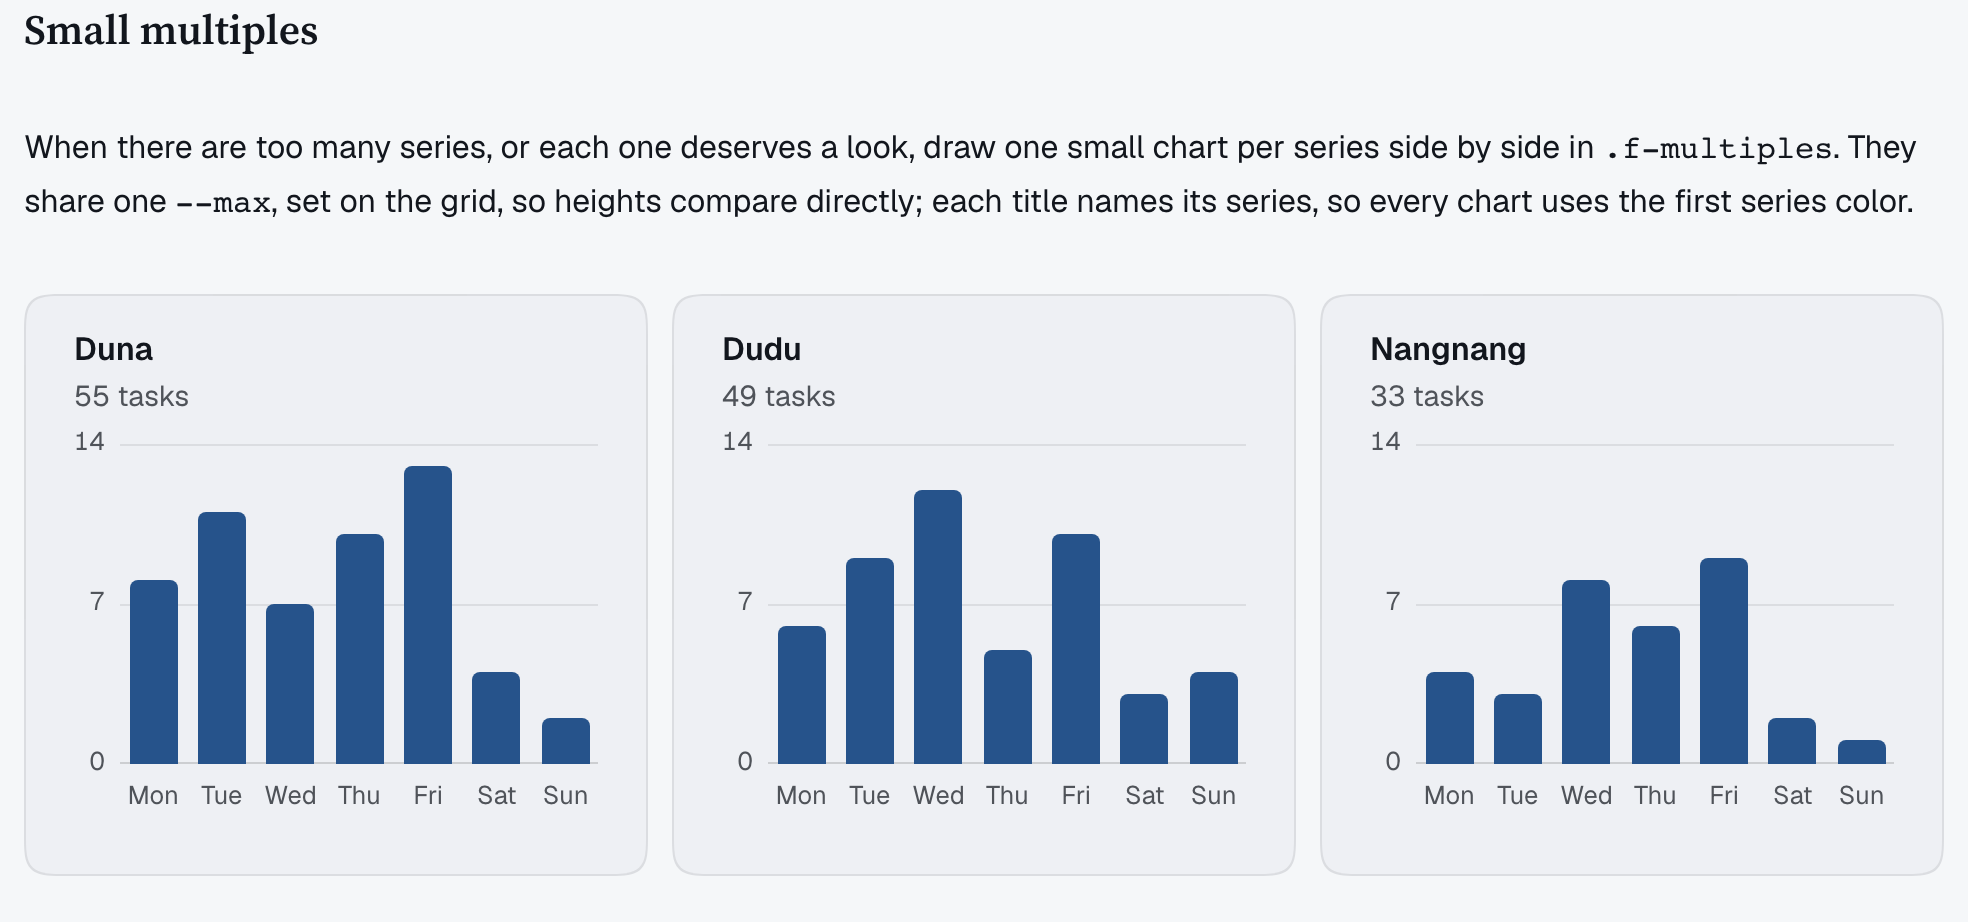 Small multiples
When there are too many series, or each one deserves a look, draw one small chart per series side by side in .f-multiples. They
share one --max, set on the grid, so heights compare directly; each title names its series, so every chart uses the first series color.
Duna
55 tasks
14
7
0
Mon Tue Wed Thu Fri Sat Sun
Dudu
49 tasks
14
7
0
Mon Tue Wed Thu Fri Sat Sun
Nangnang
33 tasks
14
7
0
Mon Tue Wed Thu Fri Sat Sun